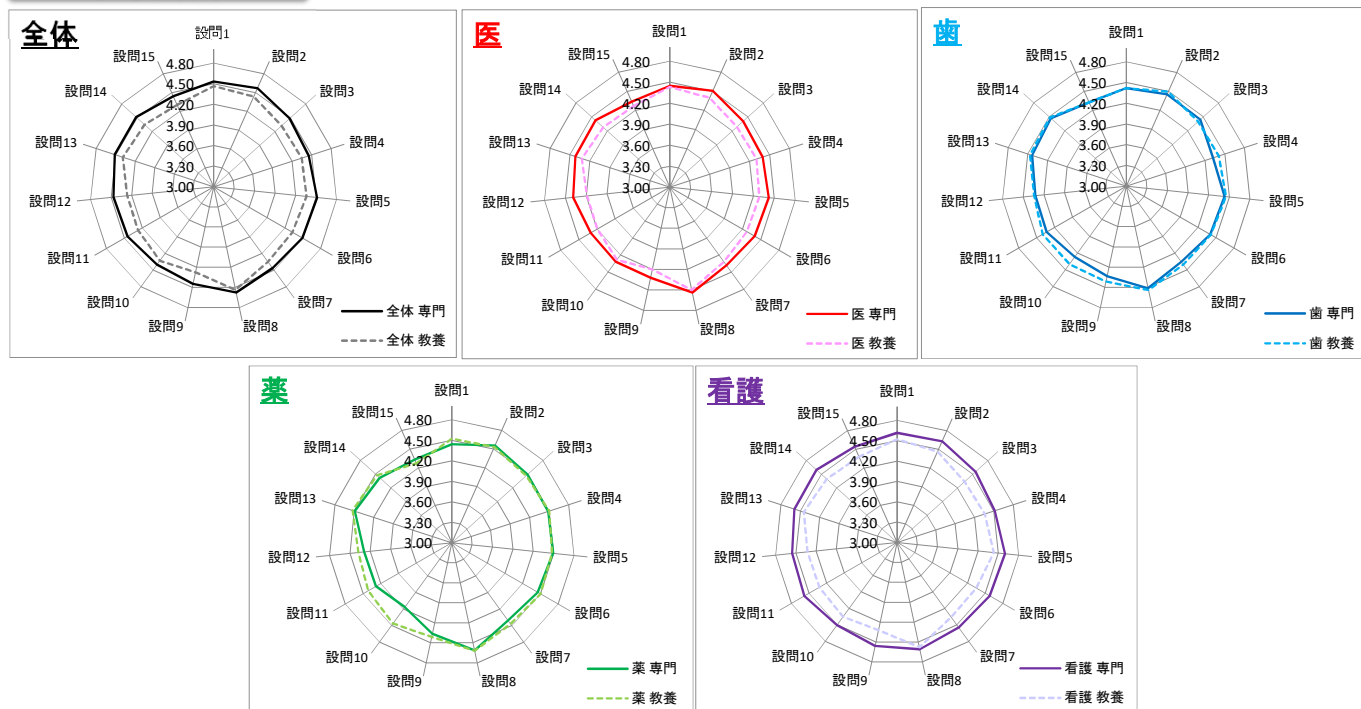 全体
設問1
設問2
設問3
設問4
設問5
設問6
設問7
設問8
設問9
設問10
設問11
設問12
設問13
設問14
設問15
4.80
4.50
4.20
3.90
3.60
3.30
3.00
全体 専門
全体 教養
医
設問1
設問2
設問3
設問4
設問5
設問6
設問7
設問8
設問9
設問10
設問11
設問12
設問13
設問14
設問15
4.80
4.50
4.20
3.90
3.60
3.30
3.00
医 専門
医 教養
歯
設問1
設問2
設問3
設問4
設問5
設問6
設問7
設問8
設問9
設問10
設問11
設問12
設問13
設問14
設問15
4.80
4.50
4.20
3.90
3.60
3.30
3.00
歯 専門
歯 教養
薬
設問1
設問2
設問3
設問4
設問5
設問6
設問7
設問8
設問9
設問10
設問11
設問12
設問13
設問14
設問15
4.80
4.50
4.20
3.90
3.60
3.30
3.00
薬 専門
薬 教養
看護
設問1
設問2
設問3
設問4
設問5
設問6
設問7
設問8
設問9
設問10
設問11
設問12
設問13
設問14
設問15
4.80
4.50
4.20
3.90
3.60
3.30
3.00
看護 専門
看護 教養